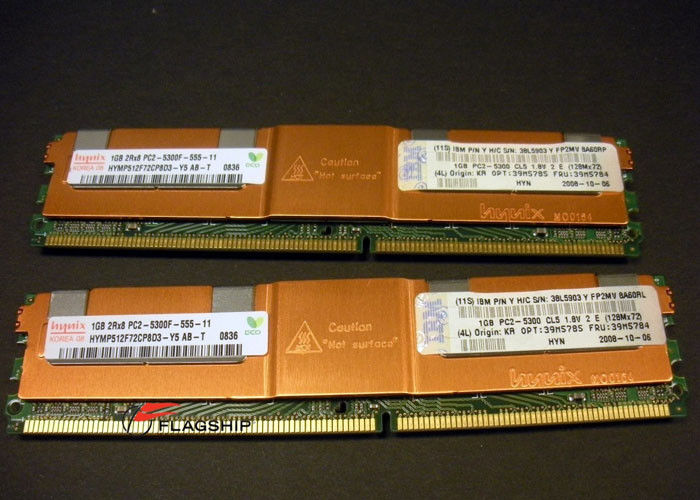 hynix
KOREA 08
1GB 2Rx8 PC2-5300F-555-11
HYMP512F72CP8D3-Y5 AB-T 0836
eco
Caution
"Hot surface"
IBM
(11S) IBM P/N Y H/C S/N: 38L5903 Y FP2MV 8A60RP
1GB PC2-5300 CL5 1.8V 2 E (128Mx72)
(4L) Origin: KR OPT:39M5785 FRU:39M5784
HYN 2008-10-06
hynix M00164
hynix
KOREA 08
1GB 2Rx8 PC2-5300F-555-11
HYMP512F72CP8D3-Y5 AB-T 0836
eco
Caution
"Hot surface"
IBM
(11S) IBM P/N Y H/C S/N: 38L5903 Y FP2MV 8A60RL
1GB PC2-5300 CL5 1.8V 2 E (128Mx72)
(4L) Origin: KR OPT:39M5785 FRU:39M5784
HYN 2008-10-06
hynix M00164
FLAGSHIP